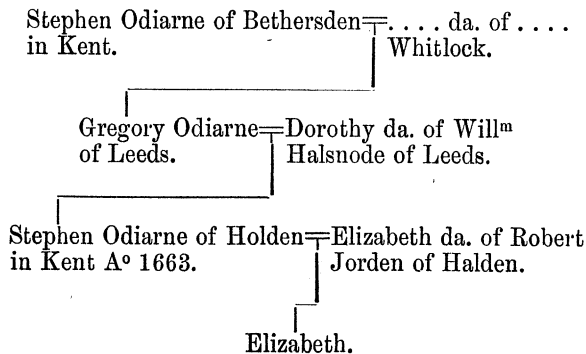 Stephen Odiarne of Bethersden . . . . da. of . . . .
in Kent. Whitlock.
Gregory Odiarne Dorothy da. of Willm
of Leeds. Halsnode of Leeds.
Stephen Odiarne of Holden Elizabeth da. of Robert
in Kent Ao 1663. Jorden of Halden.
Elizabeth.